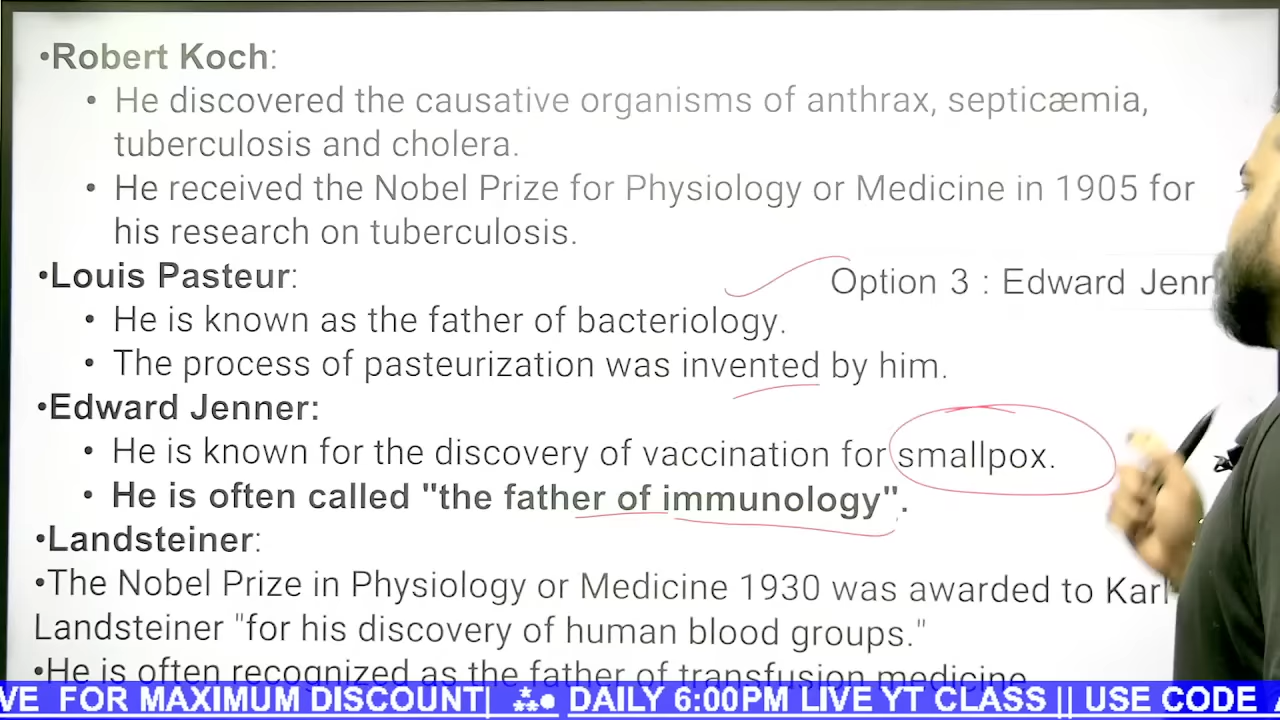 •Robert Koch:
• He discovered the causative organisms of anthrax, septicæmia,
tuberculosis and cholera.
• He received the Nobel Prize for Physiology or Medicine in 1905 for
his research on tuberculosis.
•Louis Pasteur:
Option 3 : Edward Jenn
• He is known as the father of bacteriology.
• The process of pasteurization was invented by him.
•Edward Jenner:
• He is known for the discovery of vaccination for smallpox.
• He is often called "the father of immunology".
•Landsteiner:
•The Nobel Prize in Physiology or Medicine 1930 was awarded to Karl
Landsteiner "for his discovery of human blood groups."
•He is often recognized as the father of transfusion medicine
VE FOR MAXIMUM DISCOUNT| DAILY 6:00PM LIVE YT CLASS || USE CODE